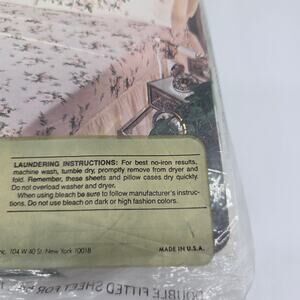 LAUNDERING INSTRUCTIONS: For best no-iron results,
machine wash, tumble dry, promptly remove from dryer and
fold. Remember, these sheets and pillow cases dry quickly.
Do not overload washer and dryer.
When using bleach be sure to follow manufacturer's instruc-
tions. Do not use bleach on dark or high fashion colors.
nc. 104 W 40 St. New York 10018
MADE IN U.S.A.
DOUBLE FITTED SHEET FOR